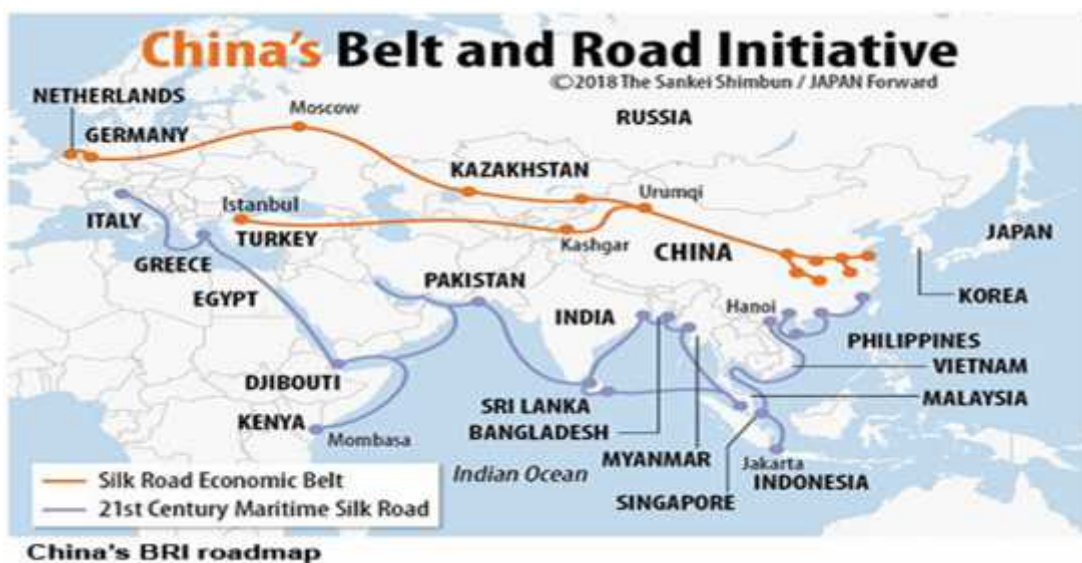 China's Belt and Road Initiative
©2018 The Sankei Shimbun / JAPAN Forward
NETHERLANDS
Moscow
GERMANY
RUSSIA
KAZAKHSTAN
Urumqi
ITALY
Istanbul
TURKEY
Kashgar
CHINA
JAPAN
GREECE
PAKISTAN
EGYPT
INDIA
Hanoi
KOREA
PHILIPPINES
VIETNAM
DJIBOUTI
MALAYSIA
KENYA
Mombasa
SRI LANKA
BANGLADESH
MYANMAR
Jakarta
INDONESIA
Indian Ocean
SINGAPORE
Silk Road Economic Belt
21st Century Maritime Silk Road
China's BRI roadmap